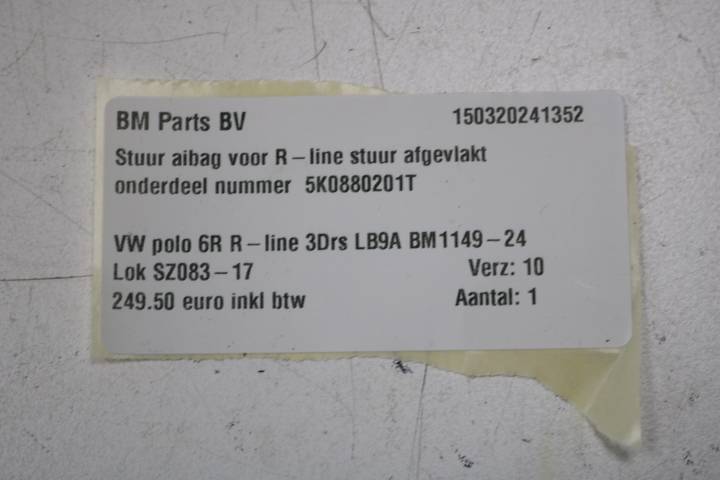 BM Parts BV 150320241352
Stuur aibag voor R-line stuur afgevlakt
onderdeel nummer 5K0880201T
VW polo 6R R-line 3Drs LB9A BM1149-24
Lok SZ083-17 Verz: 10
249.50 euro inkl btw Aantal: 1